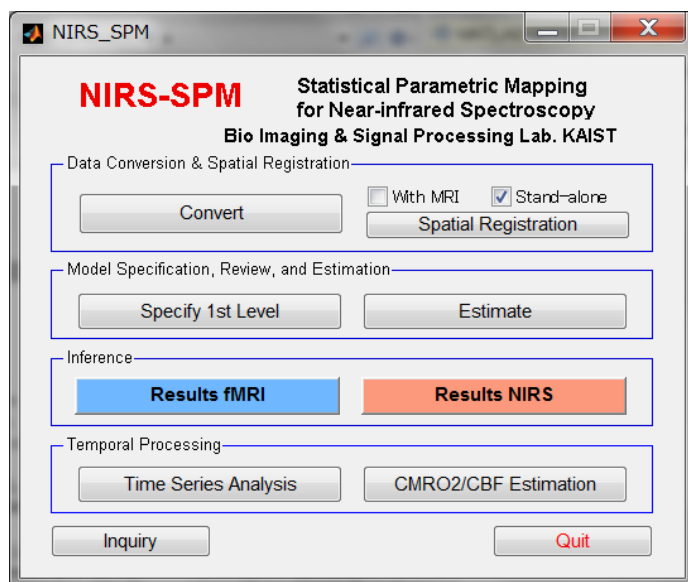 NIRS_SPM
NIRS-SPM
Statistical Parametric Mapping
for Near-infrared Spectroscopy
Bio Imaging & Signal Processing Lab. KAIST
Data Conversion & Spatial Registration
Convert
With MRI
Stand-alone
Spatial Registration
Model Specification, Review, and Estimation
Specify 1st Level
Estimate
Inference
Results fMRI
Results NIRS
Temporal Processing
Time Series Analysis
CMRO2/CBF Estimation
Inquiry
Quit